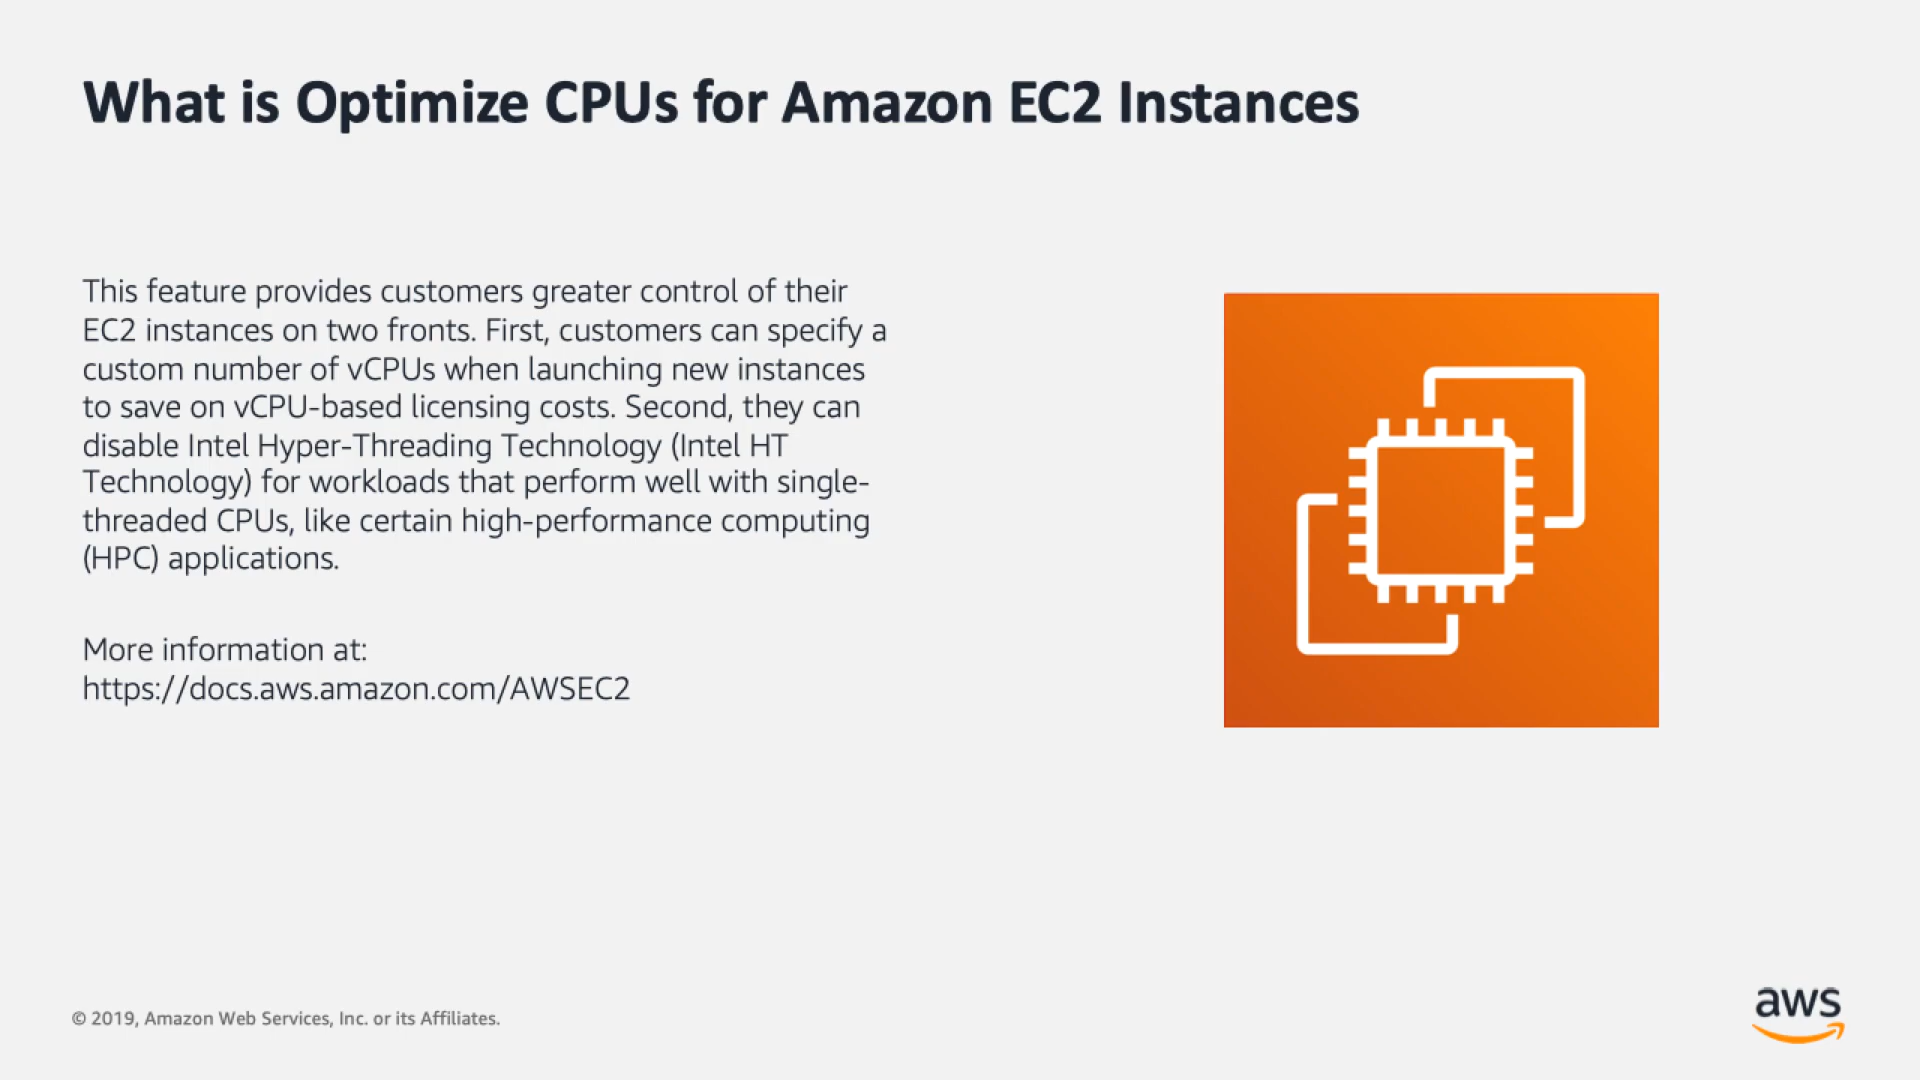 What is Optimize CPUs for Amazon EC2 Instances
This feature provides customers greater control of their
EC2 instances on two fronts. First, customers can specify a
custom number of vCPUs when launching new instances
to save on vCPU-based licensing costs. Second, they can
disable Intel Hyper-Threading Technology (Intel HT
Technology) for workloads that perform well with single-
threaded CPUs, like certain high-performance computing
(HPC) applications.
More information at:
https://docs.aws.amazon.com/AWSEC2
© 2019, Amazon Web Services, Inc. or its Affiliates.
aws